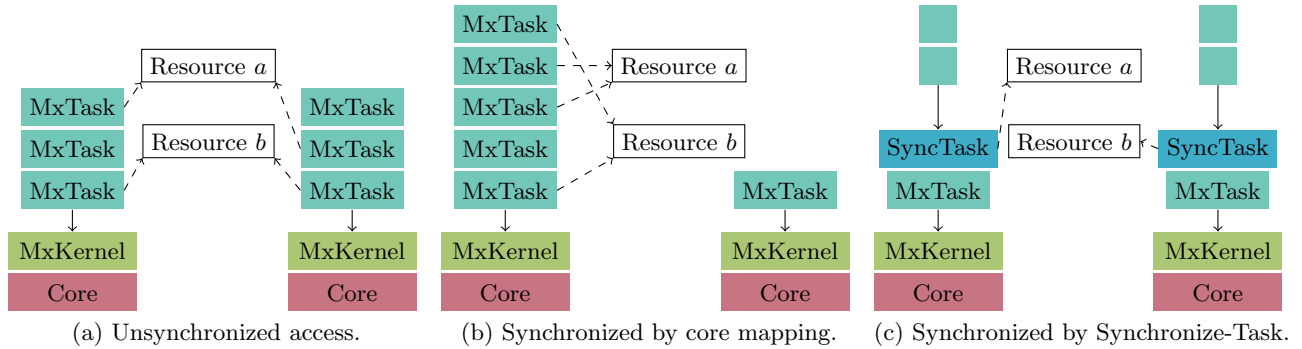 MxTask
MxTask
MxTask
MxKernel
Core
Resource a
Resource b
MxTask
MxTask
MxTask
MxKernel
Core
(a) Unsynchronized access.
MxTask
MxTask
MxTask
MxTask
MxTask
MxKernel
Core
Resource a
Resource b
MxTask
MxKernel
Core
(b) Synchronized by core mapping.
SyncTask
MxTask
MxKernel
Core
Resource a
Resource b
SyncTask
MxTask
MxKernel
Core
(c) Synchronized by Synchronize-Task.